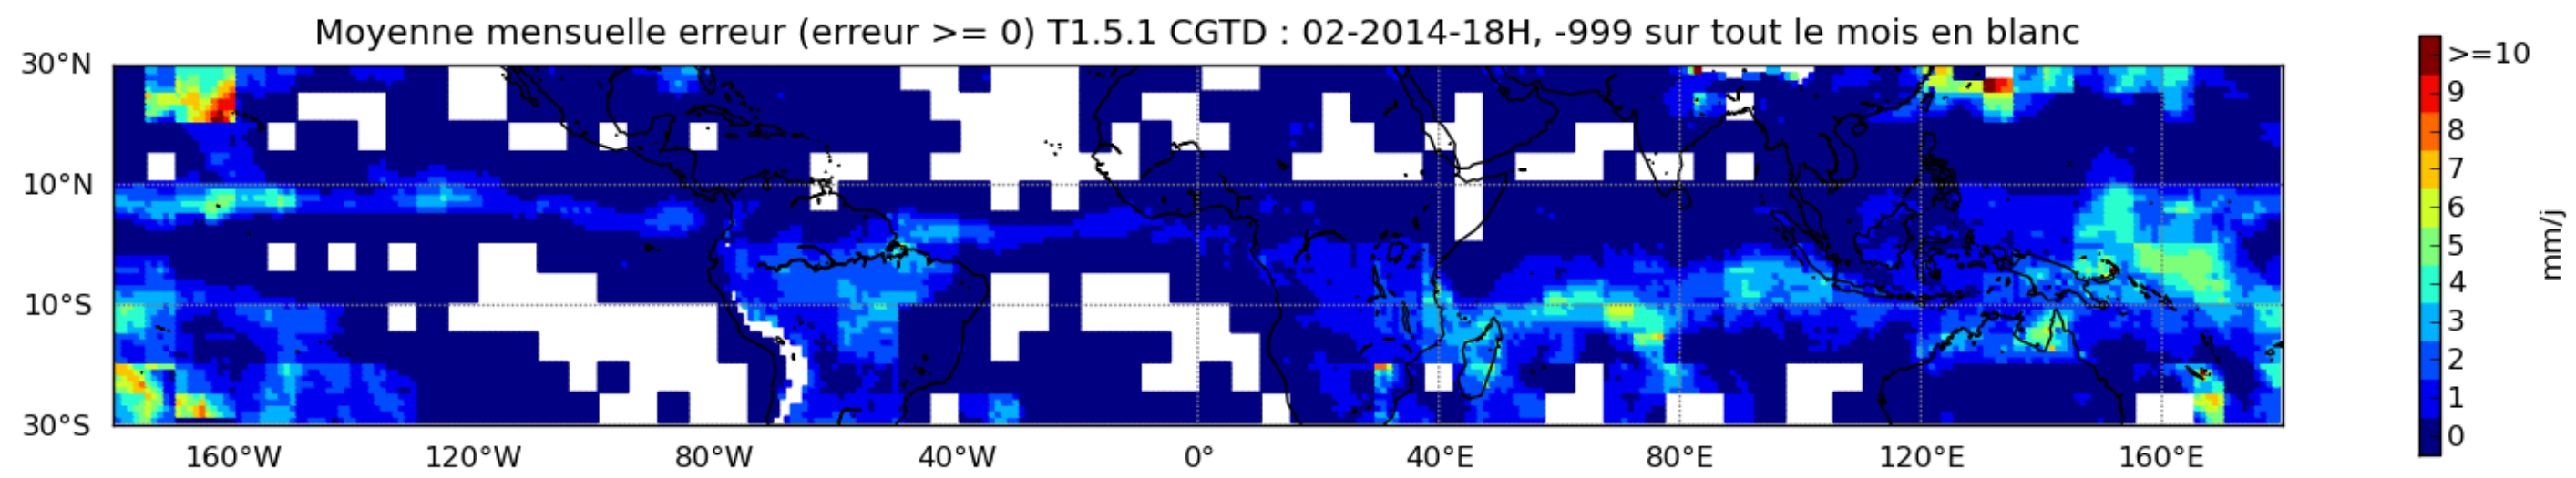 Moyenne mensuelle erreur (erreur >= 0) T1.5.1 CGTD : 02-2014-18H, -999 sur tout le mois en blanc
30°N
10°N
10°S
30°S
160°W 120°W 80°W 40°W 0° 40°E 80°E 120°E 160°E
>=10
9
8
7
6
5
4
3
2
1
0
mm/j